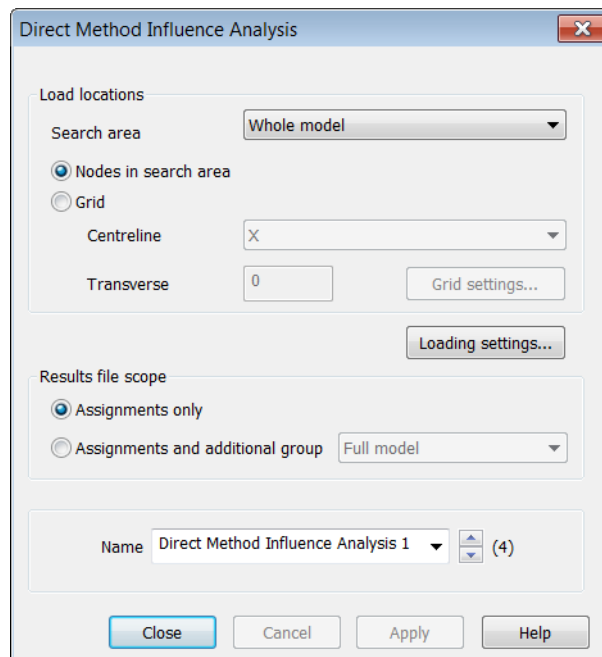 Direct Method Influence Analysis
Load locations
Search area Whole model
Nodes in search area
Grid
Centreline X
Transverse 0 Grid settings...
Loading settings...
Results file scope
Assignments only
Assignments and additional group Full model
Name Direct Method Influence Analysis 1 (4)
Close Cancel Apply Help